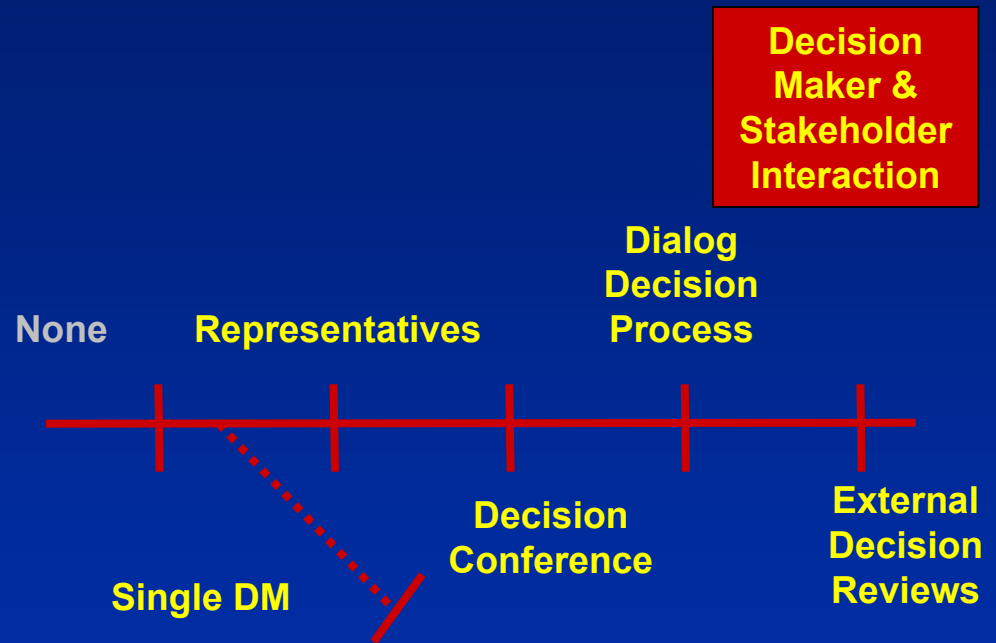 Decision
Maker &
Stakeholder
Interaction
Dialog
Decision
Process
None
Representatives
Decision
Conference
External
Decision
Reviews
Single DM